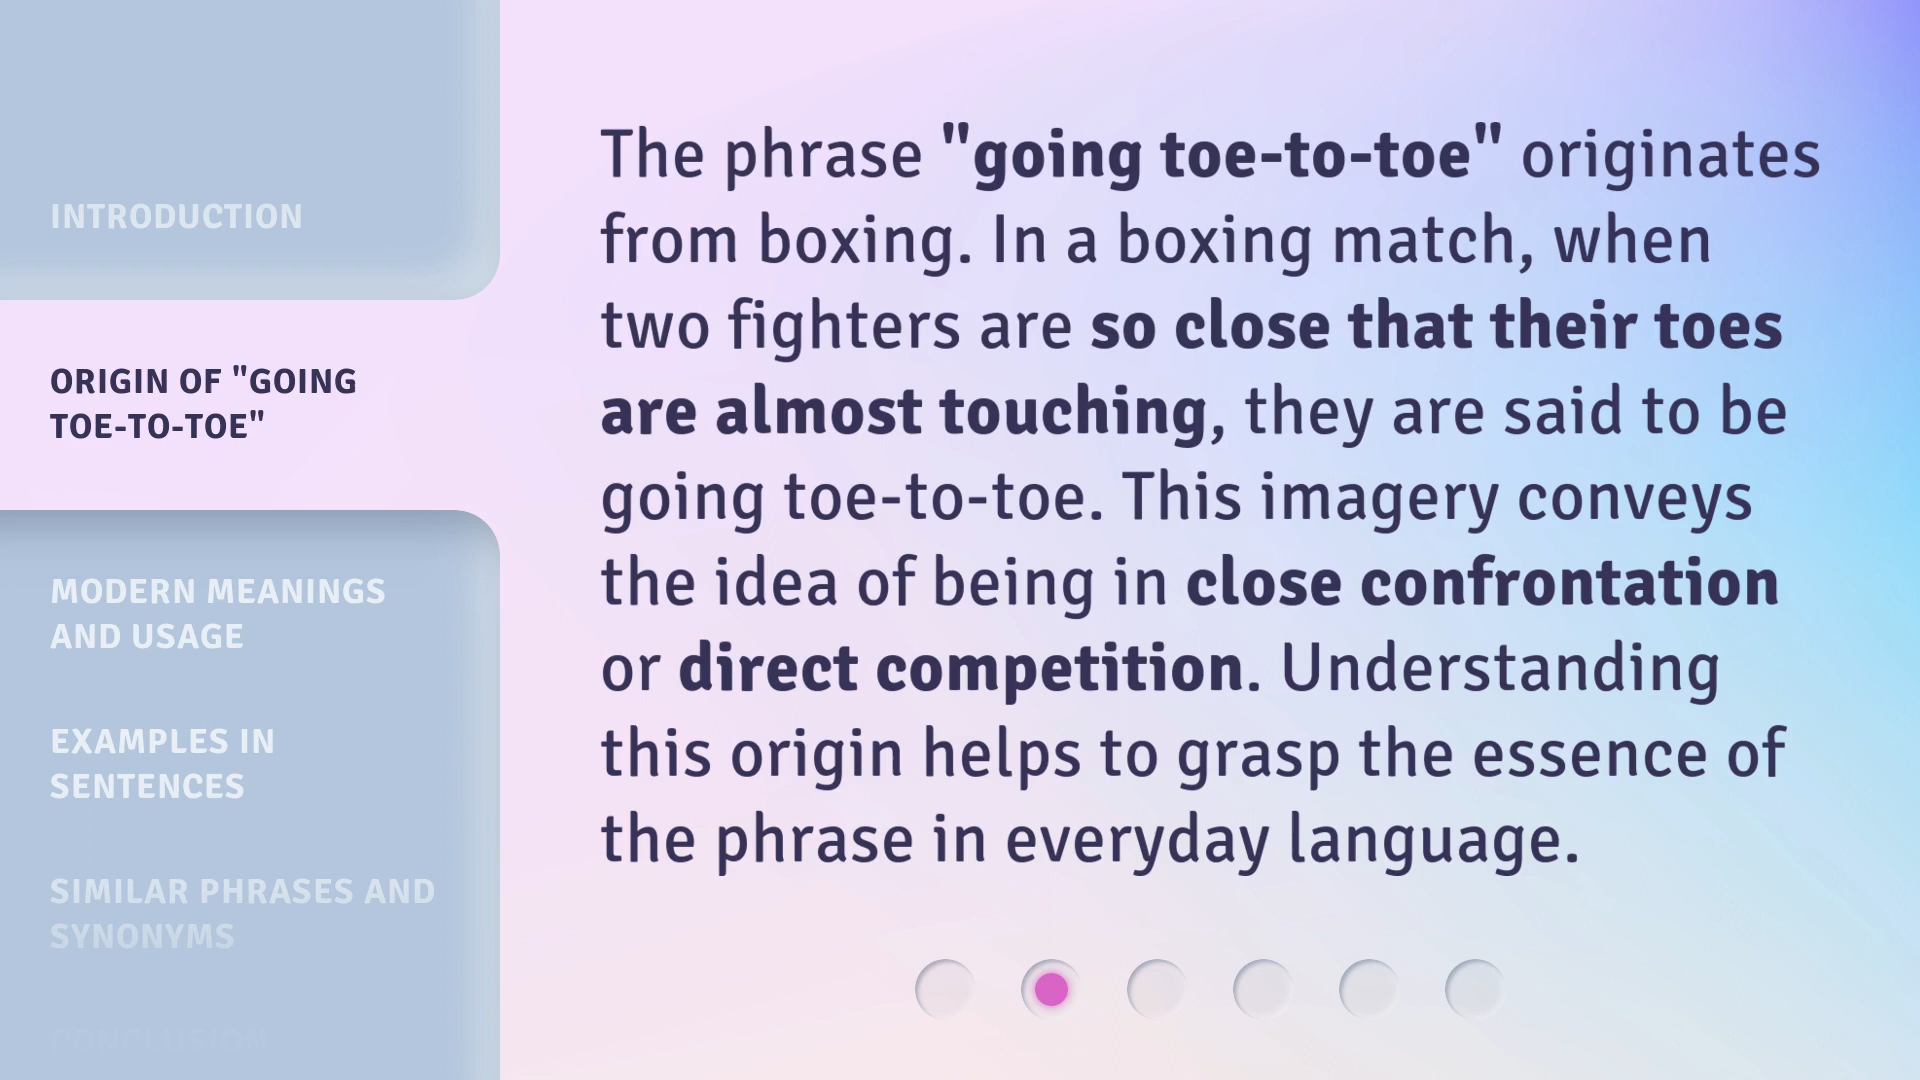 INTRODUCTION
ORIGIN OF "GOING
TOE-TO-TOE"
MODERN MEANINGS
AND USAGE
EXAMPLES IN
SENTENCES
SIMILAR PHRASES AND
SYNONYMS
CONCLUSION
The phrase "going toe-to-toe" originates
from boxing. In a boxing match, when
two fighters are so close that their toes
are almost touching, they are said to be
going toe-to-toe. This imagery conveys
the idea of being in close confrontation
or direct competition. Understanding
this origin helps to grasp the essence of
the phrase in everyday language.